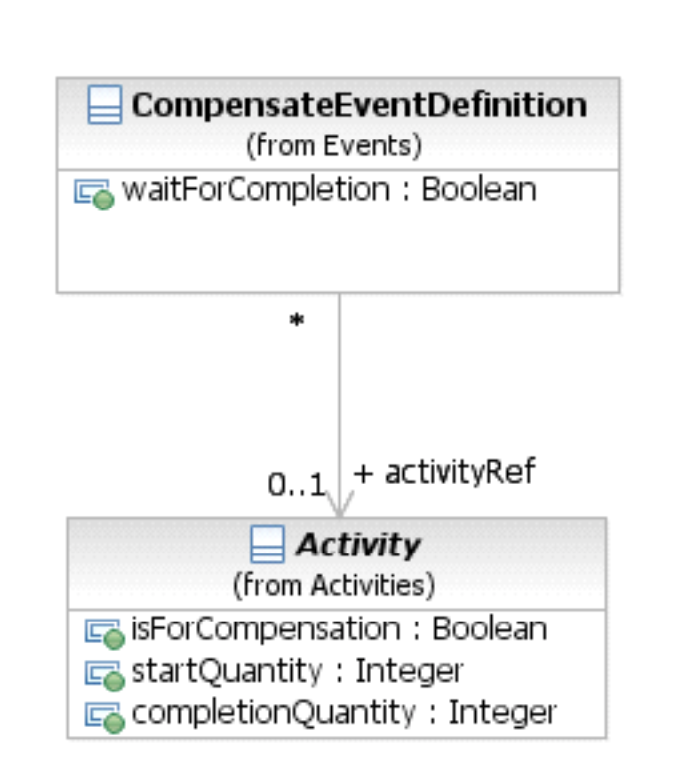 CompensateEventDefinition
(from Events)
waitForCompletion : Boolean
*
0..1
+ activityRef
Activity
(from Activities)
isForCompensation : Boolean
startQuantity : Integer
completionQuantity : Integer